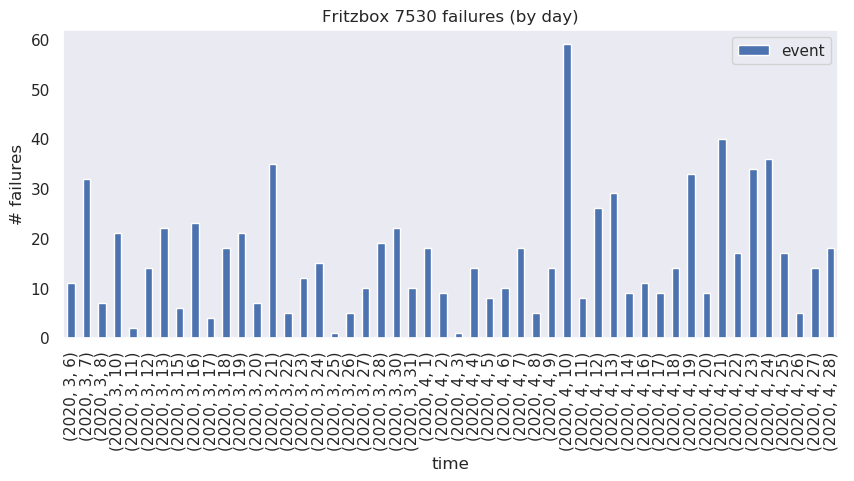 Fritzbox 7530 failures (by day)
event
# failures
60
50
40
30
20
10
0
(2020, 3, 6)
(2020, 3, 7)
(2020, 3, 8)
(2020, 3, 10)
(2020, 3, 11)
(2020, 3, 12)
(2020, 3, 13)
(2020, 3, 15)
(2020, 3, 16)
(2020, 3, 17)
(2020, 3, 18)
(2020, 3, 19)
(2020, 3, 20)
(2020, 3, 21)
(2020, 3, 22)
(2020, 3, 23)
(2020, 3, 24)
(2020, 3, 25)
(2020, 3, 26)
(2020, 3, 27)
(2020, 3, 28)
(2020, 3, 30)
(2020, 3, 31)
(2020, 4, 1)
(2020, 4, 2)
(2020, 4, 3)
(2020, 4, 4)
(2020, 4, 5)
(2020, 4, 6)
(2020, 4, 7)
(2020, 4, 8)
(2020, 4, 9)
(2020, 4, 10)
(2020, 4, 11)
(2020, 4, 12)
(2020, 4, 13)
(2020, 4, 14)
(2020, 4, 16)
(2020, 4, 17)
(2020, 4, 18)
(2020, 4, 19)
(2020, 4, 20)
(2020, 4, 21)
(2020, 4, 22)
(2020, 4, 23)
(2020, 4, 24)
(2020, 4, 25)
(2020, 4, 26)
(2020, 4, 27)
(2020, 4, 28)
time